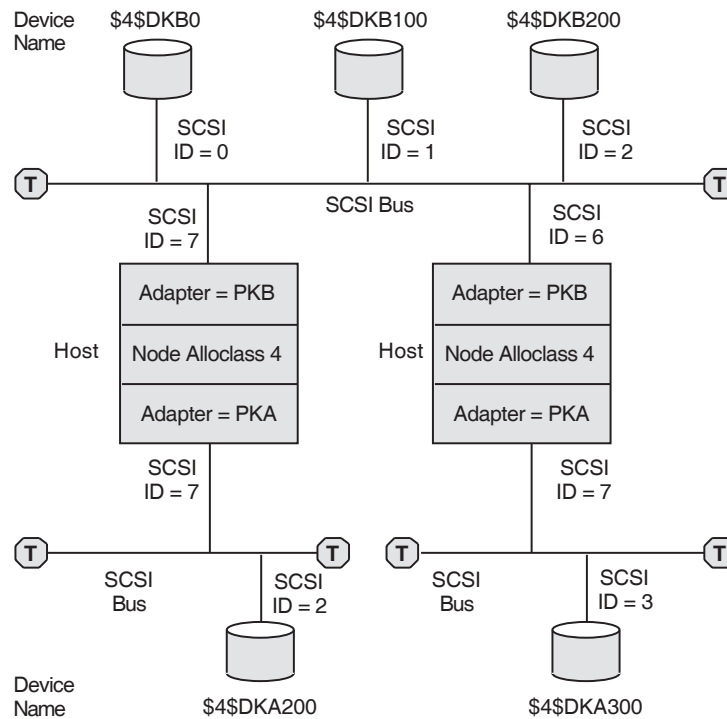 Device
Name
$4$DKB0
$4$DKB100
$4$DKB200
SCSI
ID = 0
SCSI
ID = 1
SCSI
ID = 2
T
T
SCSI Bus
SCSI
ID = 7
SCSI
ID = 6
Adapter = PKB
Adapter = PKB
Host
Node Alloclass 4
Host
Node Alloclass 4
Adapter = PKA
Adapter = PKA
SCSI
ID = 7
SCSI
ID = 7
T
T
T
T
SCSI
Bus
SCSI
ID = 2
SCSI
Bus
SCSI
ID = 3
Device
Name
$4$DKA200
$4$DKA300